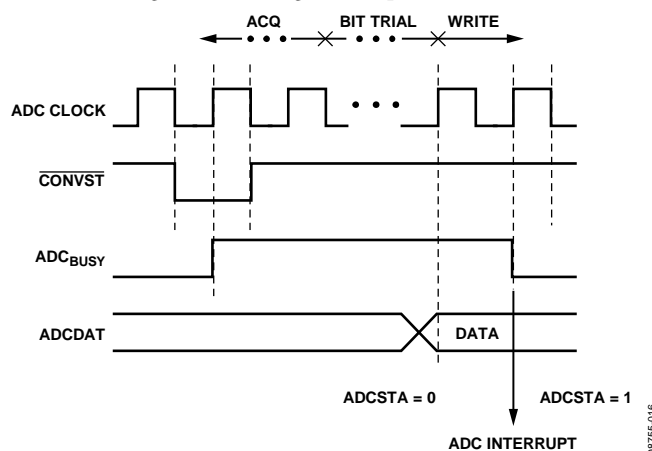 ACQ BIT TRIAL WRITE
ADC CLOCK
CONVST
ADCBUSY
ADCDAT DATA
ADCSTA = 0 ADCSTA = 1
ADC INTERRUPT